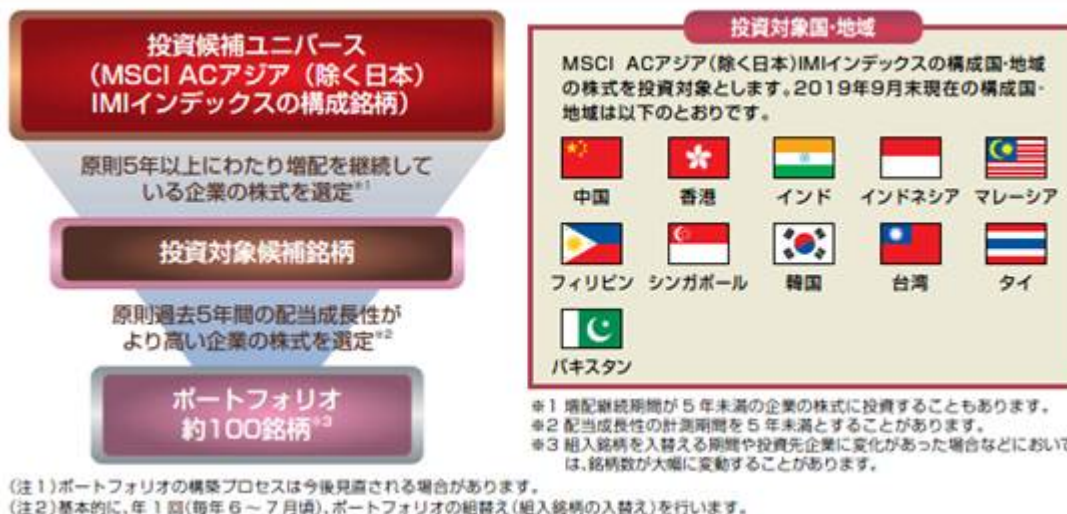 投資候補ユニバース
(MSCI ACアジア(除く日本)
IMIインデックスの構成銘柄)
原則5年以上にわたり増配を継続して
いる企業の株式を選定※1
投資対象候補銘柄
原則過去5年間の配当成長性が
より高い企業の株式を選定※2
ポートフォリオ
約100銘柄※3
投資対象国・地域
MSCI ACアジア(除く日本)IMIインデックスの構成国・地域
の株式を投資対象とします。2019年9月末現在の構成国・
地域は以下のとおりです。
中国 香港 インド インドネシア マレーシア
フィリピン シンガポール 韓国 台湾 タイ
パキスタン
※1 増配継続期間が5年未満の企業の株式に投資することもあります。
※2 配当成長性の計測期間を5年未満とすることがあります。
※3 組入銘柄を入替える期間や投資先企業に変化があった場合などにおいて
は、銘柄数が大幅に変動することがあります。
(注1)ポートフォリオの構築プロセスは今後見直される場合があります。
(注2)基本的に、年1回(毎年6~7月頃)、ポートフォリオの組替え(組入銘柄の入替え)を行います。